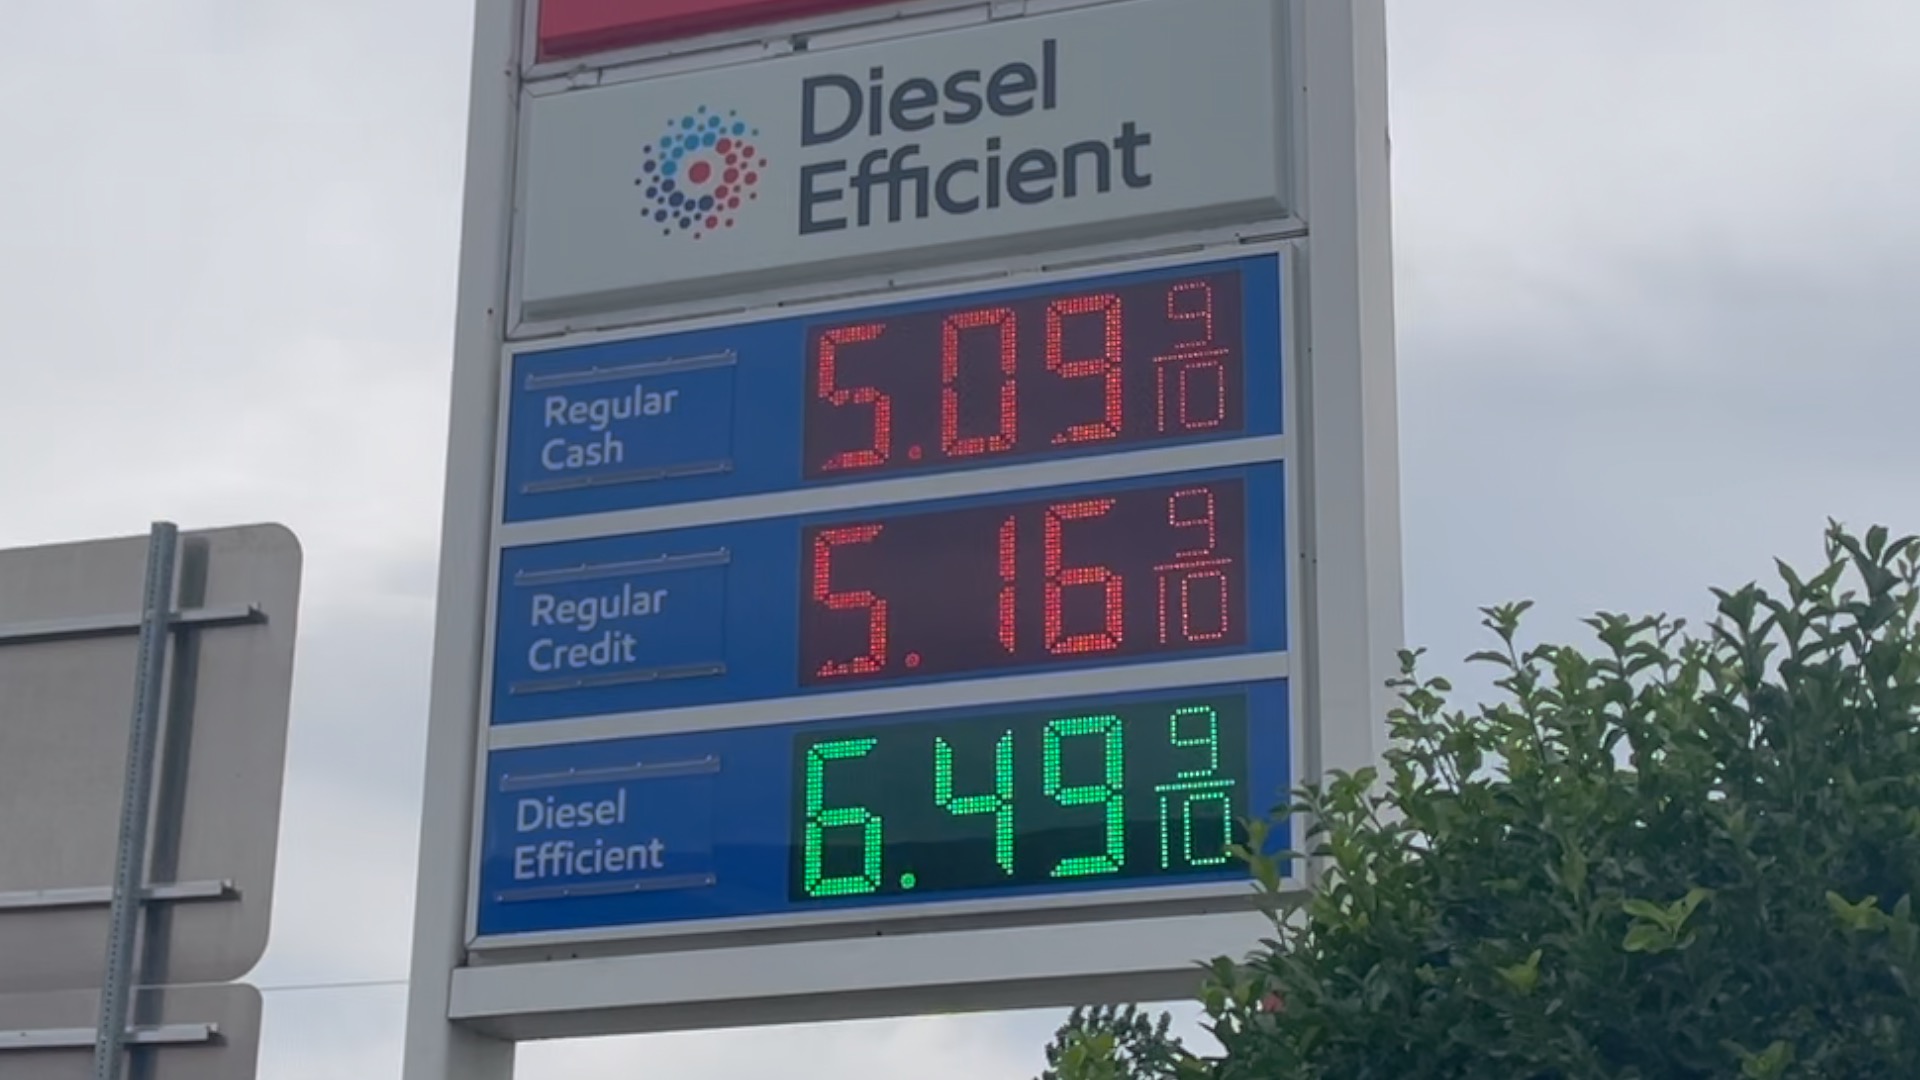 Diesel
Efficient
Regular
Cash
5.09 9/10
Regular
Credit
5.16 9/10
Diesel
Efficient
6.49 9/10